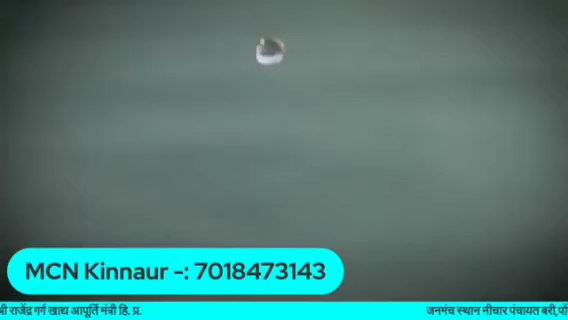 MCN Kinnaur -: 7018473143
श्री राजेंद्र गर्ग खाद्य आपूर्ति मंत्री हि. प्र.
जनमंच स्थान नीचार पंचायत बरी,पों